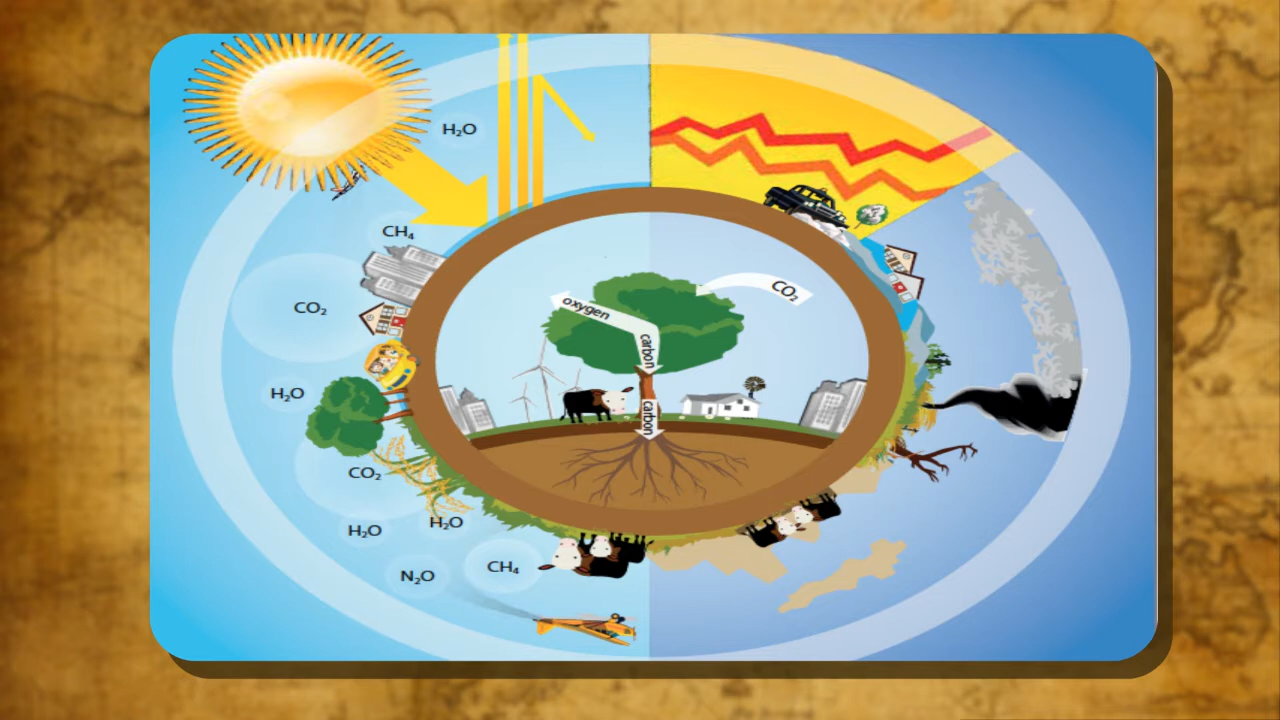 H₂O
CH₄
CO₂
CO₂
oxygen
carbon
H₂O
carbon
CO₂
H₂O
H₂O
CH₄
N₂O